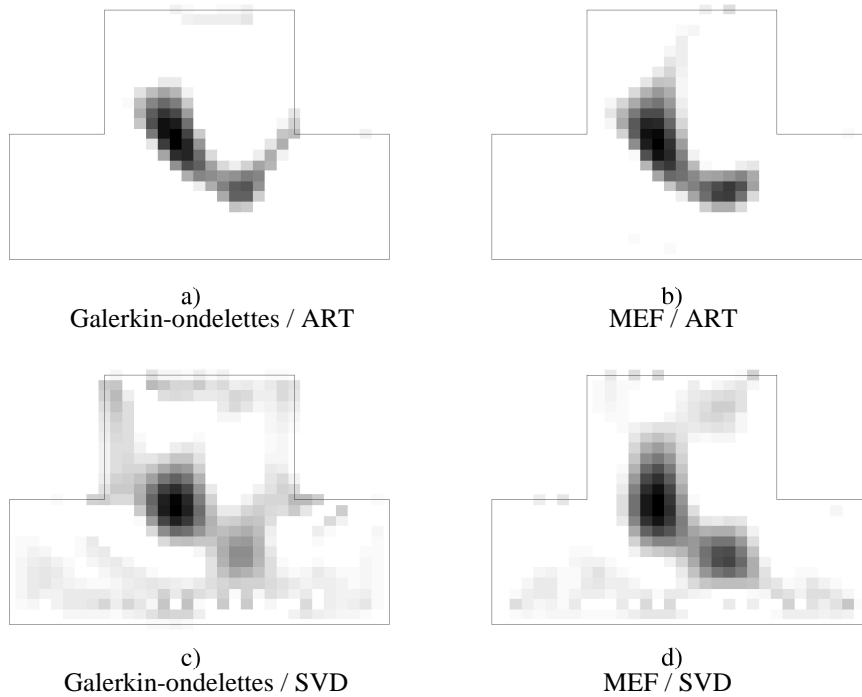 a)
Galerkin-ondelettes / ART
b)
MEF / ART
c)
Galerkin-ondelettes / SVD
d)
MEF / SVD